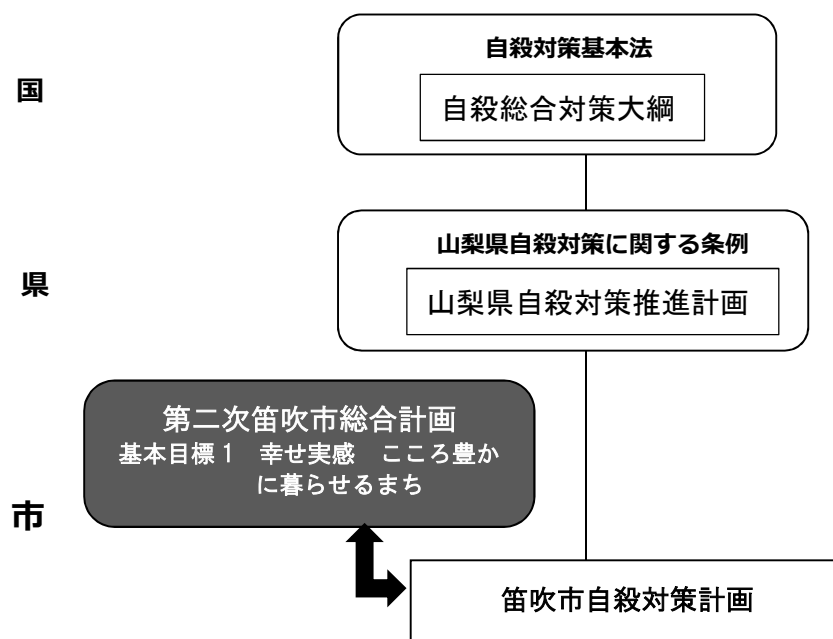 国
自殺対策基本法
自殺総合対策大綱
県
山梨県自殺対策に関する条例
山梨県自殺対策推進計画
市
第二次笛吹市総合計画
基本目標1　幸せ実感　こころ豊か
に暮らせるまち
笛吹市自殺対策計画